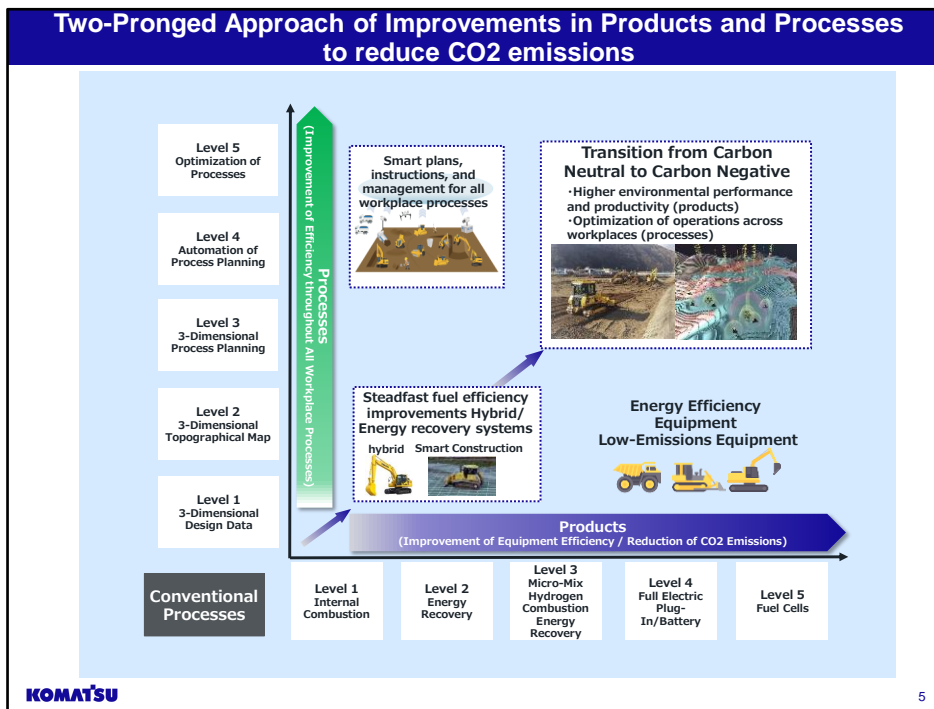 Two-Pronged Approach of Improvements in Products and Processes
to reduce CO2 emissions
Level 5
Optimization of
Processes
Level 4
Automation of
Process Planning
Level 3
3-Dimensional
Process Planning
Level 2
3-Dimensional
Topographical Map
Level 1
3-Dimensional
Design Data
Processes
(Improvement of Efficiency throughout All Workplace Processes)
Smart plans,
instructions, and
management for all
workplace processes
Transition from Carbon
Neutral to Carbon Negative
・Higher environmental performance
and productivity (products)
・Optimization of operations across
workplaces (processes)
Steadfast fuel efficiency
improvements Hybrid/
Energy recovery systems
hybrid Smart Construction
Energy Efficiency
Equipment
Low-Emissions Equipment
Products
(Improvement of Equipment Efficiency / Reduction of CO2 Emissions)
Conventional
Processes
Level 1
Internal
Combustion
Level 2
Energy
Recovery
Level 3
Micro-Mix
Hydrogen
Combustion
Energy
Recovery
Level 4
Full Electric
Plug-
In/Battery
Level 5
Fuel Cells
KOMATSU
5